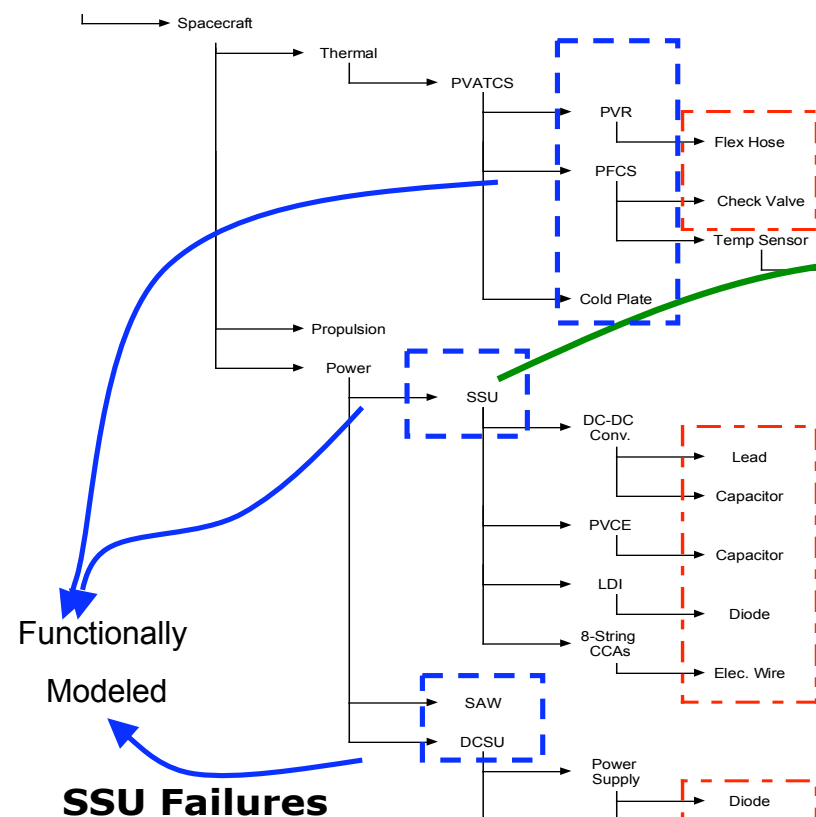 Spacecraft
Thermal
PVATCS
PVR
Flex Hose
PFCS
Check Valve
Temp Sensor
Cold Plate
Propulsion
Power
SSU
DC-DC
Conv.
Lead
Capacitor
PVCE
Capacitor
LDI
Diode
8-String
CCAs
Elec. Wire
Functionally
Modeled
SAW
DCSU
Power
Supply
Diode
SSU Failures